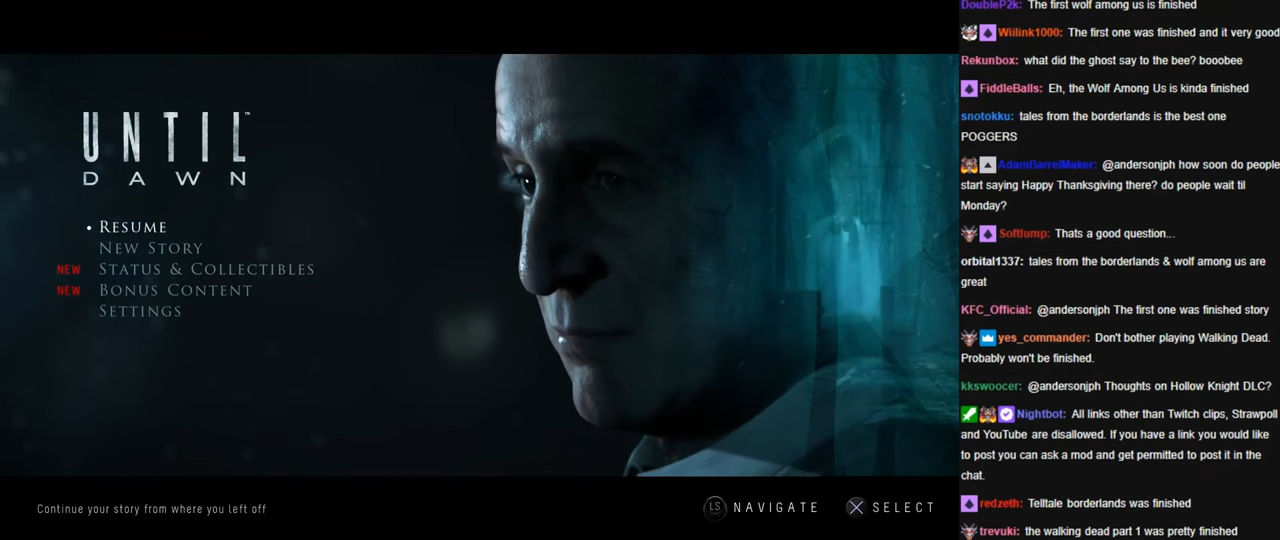 UNTIL™
DAWN
• RESUME
NEW STORY
NEW STATUS & COLLECTIBLES
NEW BONUS CONTENT
SETTINGS
Continue your story from where you left off
LS NAVIGATE
SELECT
DoubleP2k: The first wolf among us is finished
Wiilink1000: The first one was finished and it very good
Rekunbox: what did the ghost say to the bee? booobee
FiddleBalls: Eh, the Wolf Among Us is kinda finished
snotokku: tales from the borderlands is the best one
POGGERS
AdamBarrelMaker: @andersonjph how soon do people
start saying Happy Thanksgiving there? do people wait til
Monday?
Softlump: Thats a good question...
orbital1337: tales from the borderlands & wolf among us are
great
KFC_Official: @andersonjph The first one was finished story
yes_commander: Don't bother playing Walking Dead.
Probably won't be finished.
kkswoocer: @andersonjph Thoughts on Hollow Knight DLC?
Nightbot: All links other than Twitch clips, Strawpoll
and YouTube are disallowed. If you have a link you would like
to post you can ask a mod and get permitted to post it in the
chat.
redzeth: Telltale borderlands was finished
trevuki: the walking dead part 1 was pretty finished